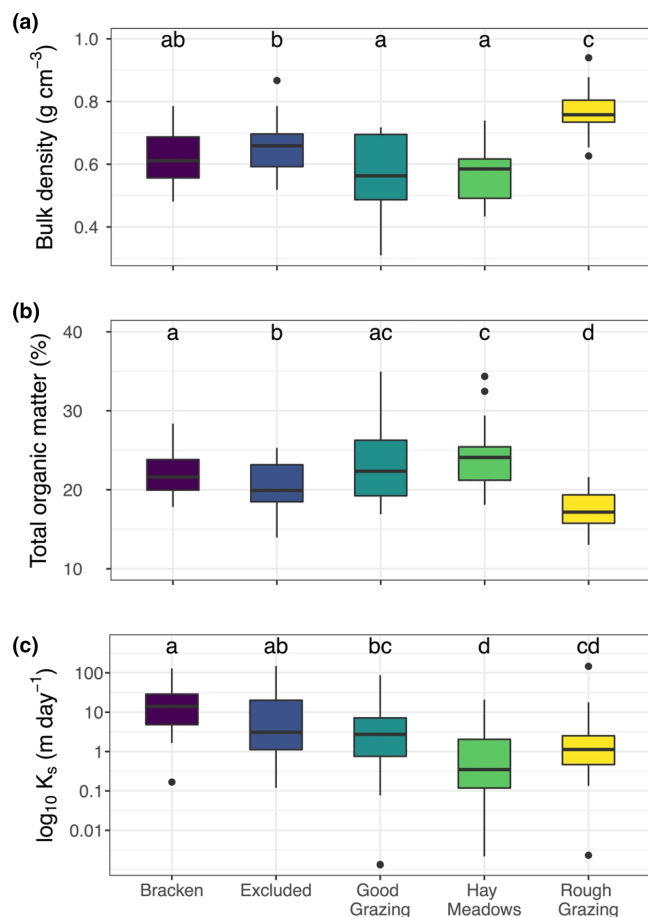 (a)
Bulk density (g cm⁻³)
1.0
0.8
0.6
0.4
ab b a a c
(b)
Total organic matter (%)
40
30
20
10
a b ac c d
(c)
log₁₀ Kₛ (m day⁻¹)
100
10
1
0.1
0.01
a ab bc d cd
Bracken Excluded Good Hay Rough
Grazing Meadows Grazing